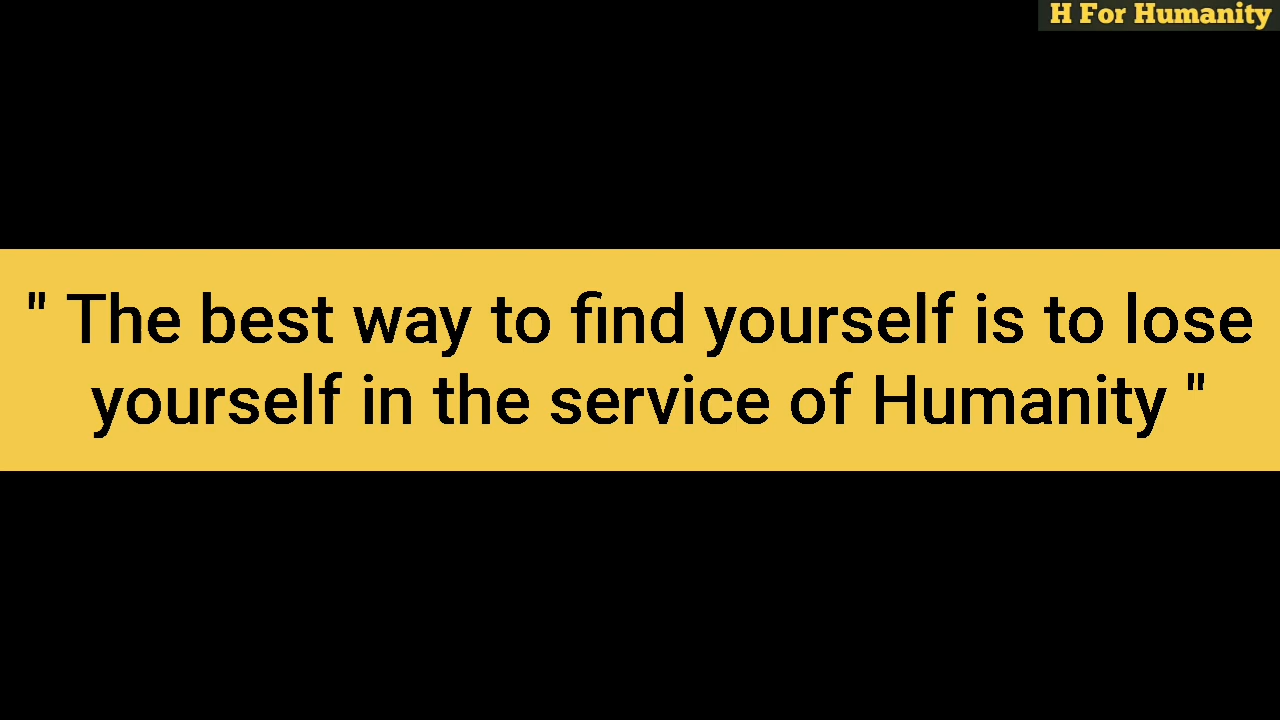 H For Humanity
" The best way to find yourself is to lose
yourself in the service of Humanity "